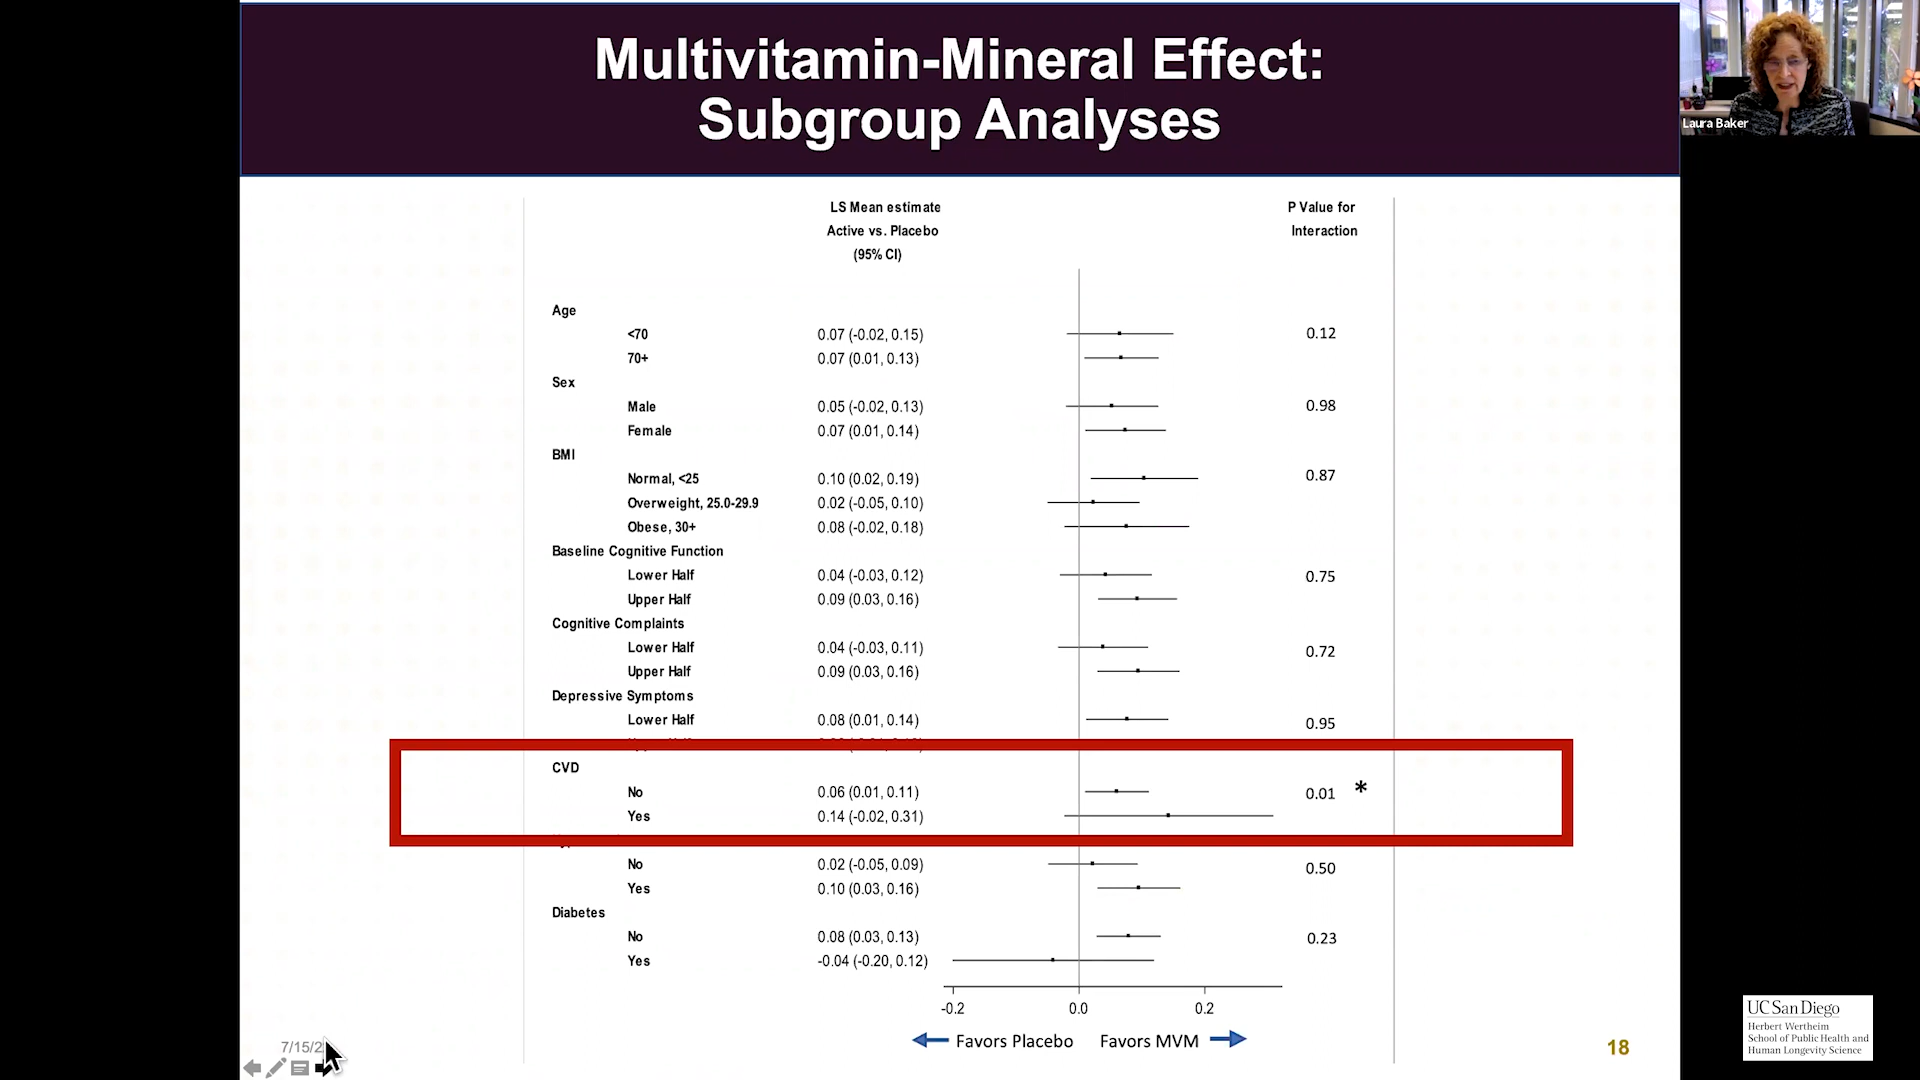 Multivitamin-Mineral Effect:
Subgroup Analyses
Laura Baker
LS Mean estimate
Active vs. Placebo
(95% CI)
P Value for
Interaction
Age
<70 0.07 (-0.02, 0.15) 0.12
70+ 0.07 (0.01, 0.13)
Sex
Male 0.05 (-0.02, 0.13) 0.98
Female 0.07 (0.01, 0.14)
BMI
Normal, <25 0.10 (0.02, 0.19) 0.87
Overweight, 25.0-29.9 0.02 (-0.05, 0.10)
Obese, 30+ 0.08 (-0.02, 0.18)
Baseline Cognitive Function
Lower Half 0.04 (-0.03, 0.12) 0.75
Upper Half 0.09 (0.03, 0.16)
Cognitive Complaints
Lower Half 0.04 (-0.03, 0.11) 0.72
Upper Half 0.09 (0.03, 0.16)
Depressive Symptoms
Lower Half 0.08 (0.01, 0.14) 0.95
CVD
No 0.06 (0.01, 0.11) 0.01 *
Yes 0.14 (-0.02, 0.31)
No 0.02 (-0.05, 0.09) 0.50
Yes 0.10 (0.03, 0.16)
Diabetes
No 0.08 (0.03, 0.13) 0.23
Yes -0.04 (-0.20, 0.12)
-0.2 0.0 0.2
Favors Placebo Favors MVM
7/15/2
18
UC San Diego
Herbert Wertheim
School of Public Health and
Human Longevity Science